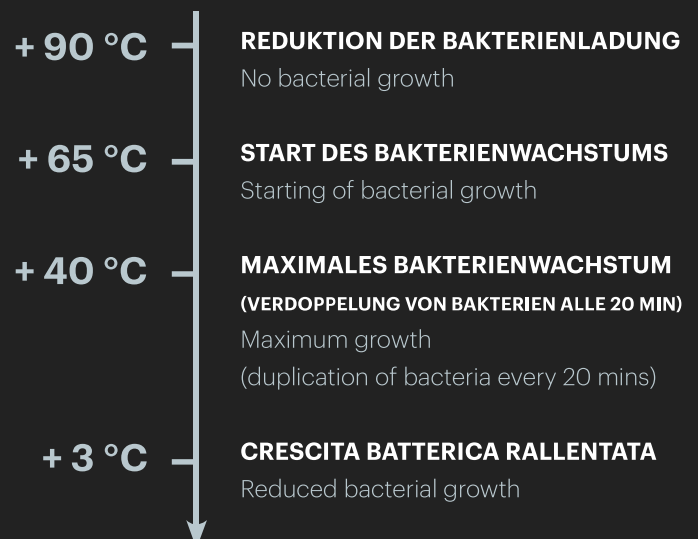 + 90 °C
REDUKTION DER BAKTERIENLADUNG
No bacterial growth
+ 65 °C
START DES BAKTERIENWACHSTUMS
Starting of bacterial growth
+ 40 °C
MAXIMALES BAKTERIENWACHSTUM
(VERDOPPELUNG VON BAKTERIEN ALLE 20 MIN)
Maximum growth
(duplication of bacteria every 20 mins)
+ 3 °C
CRESCITA BATTERICA RALLENTATA
Reduced bacterial growth